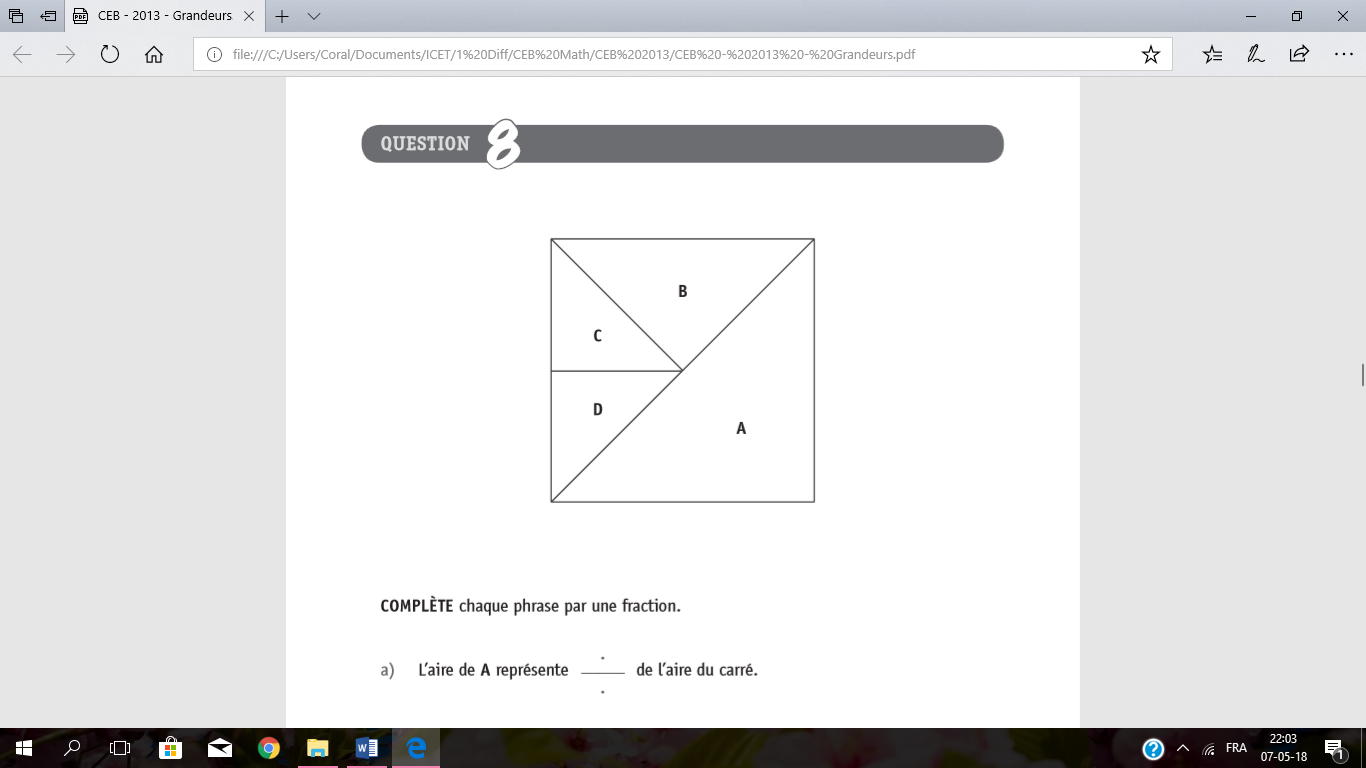 CEB - 2013 - Grandeurs
file:///C:/Users/Coral/Documents/ICET/1%20Diff/CEB%20Math/CEB%202013/CEB%20-%202013%20-%20Grandeurs.pdf
QUESTION 8
B
C
D
A
COMPLÈTE chaque phrase par une fraction.
a) L'aire de A représente . de l'aire du carré.
.
FRA
22:03
07-05-18
1